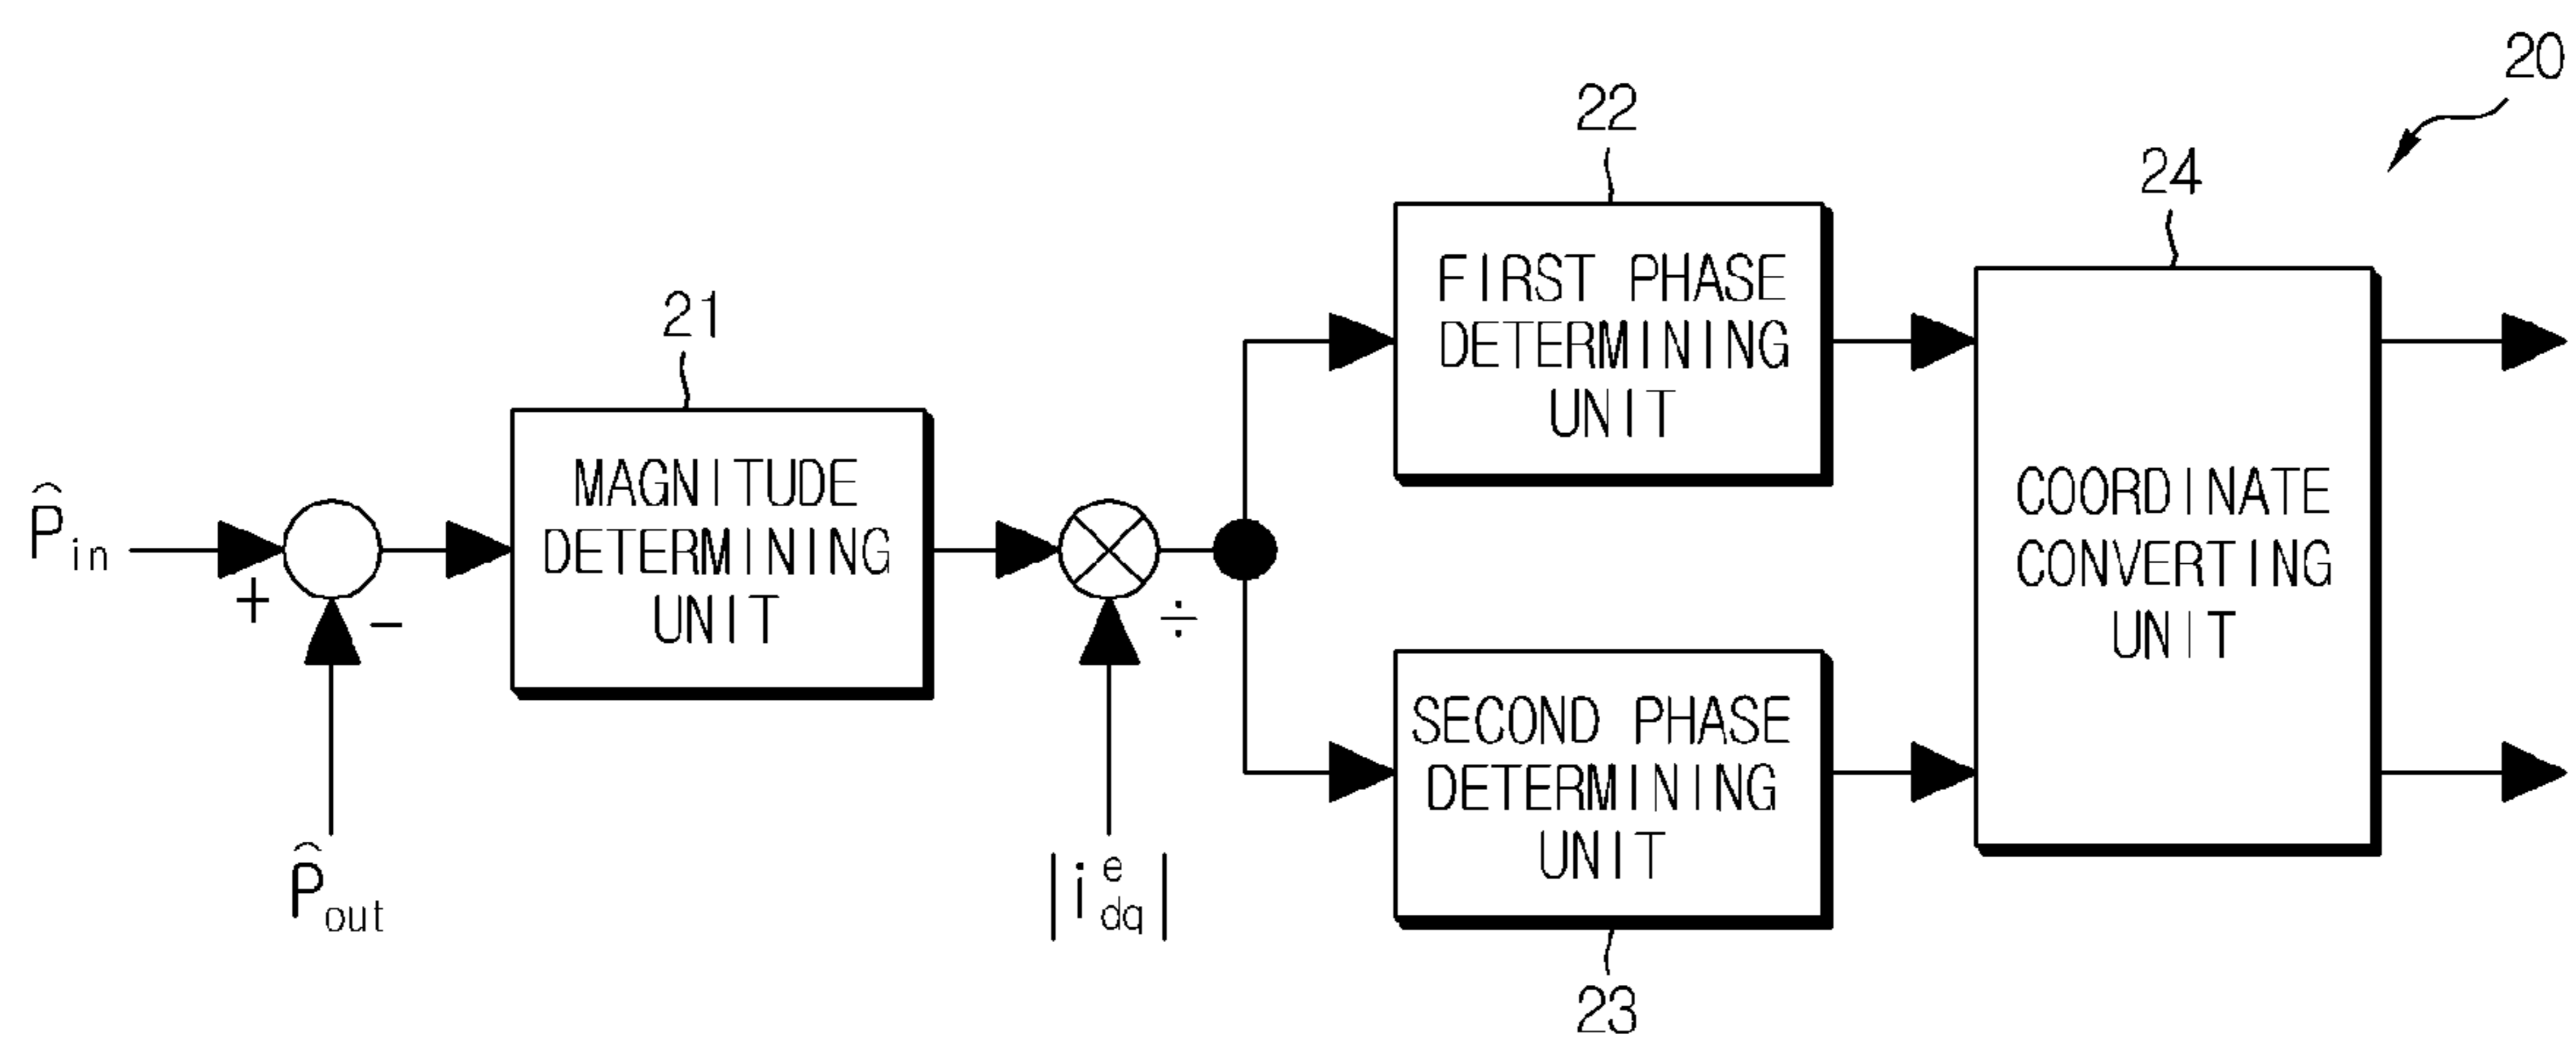 20
22
24
21
FIRST PHASE
DETERMINING
UNIT
MAGNITUDE
DETERMINING
UNIT
COORDINATE
CONVERTING
UNIT
P̂in
+
−
÷
P̂out
|i^e_dq|
SECOND PHASE
DETERMINING
UNIT
23